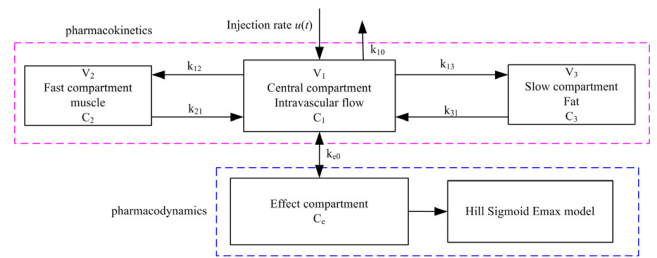 Injection rate u(t)
pharmacokinetics
k10
V2
Fast compartment
muscle
C2
k12
k21
V1
Central compartment
Intravascular flow
C1
k13
k31
V3
Slow compartment
Fat
C3
ke0
pharmacodynamics
Effect compartment
Ce
Hill Sigmoid Emax model